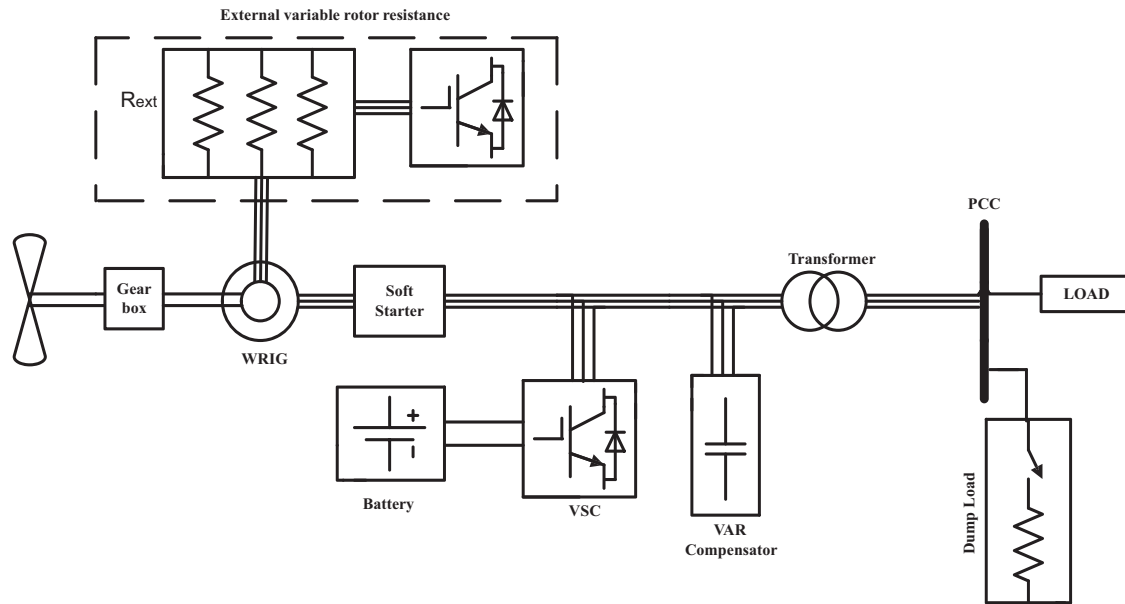 External variable rotor resistance
Rext
PCC
Transformer
Gear
box
Soft
Starter
LOAD
WRIG
+
Battery
VSC
VAR
Compensator
Dump Load